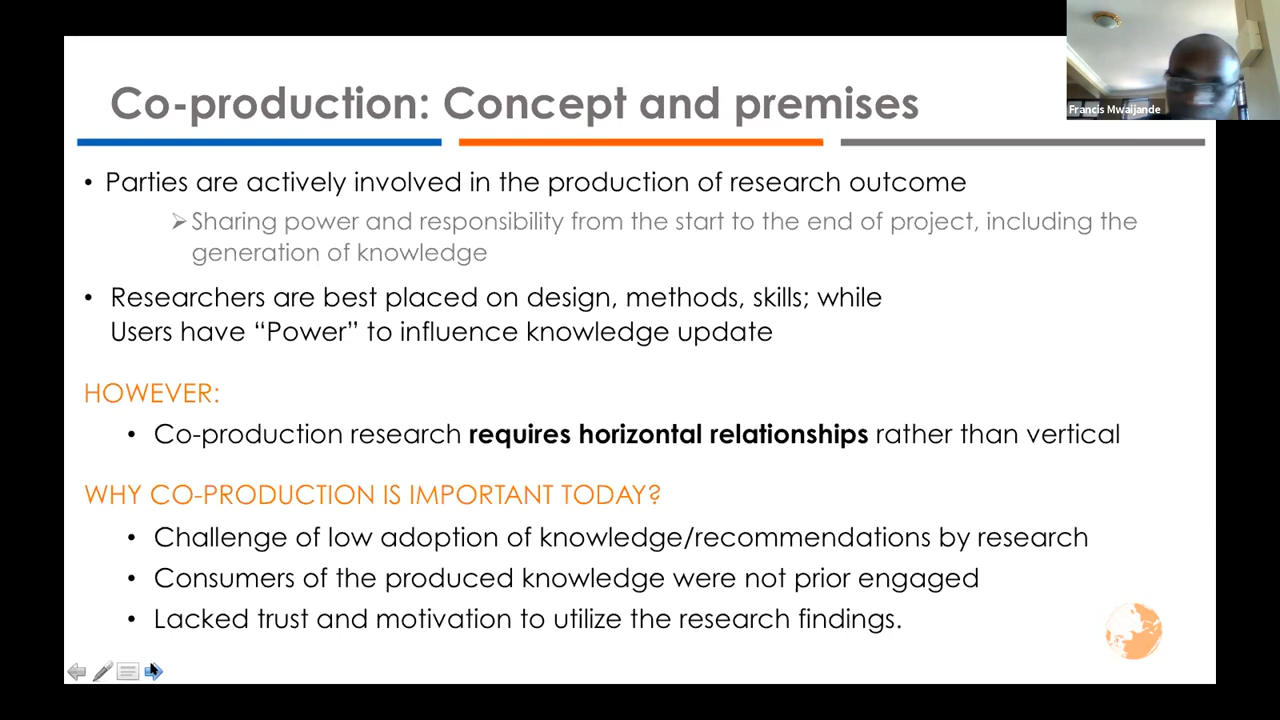 Co-production: Concept and premises
Francis Mwaijande
• Parties are actively involved in the production of research outcome
➢ Sharing power and responsibility from the start to the end of project, including the
generation of knowledge
• Researchers are best placed on design, methods, skills; while
Users have “Power” to influence knowledge update
HOWEVER:
• Co-production research requires horizontal relationships rather than vertical
WHY CO-PRODUCTION IS IMPORTANT TODAY?
• Challenge of low adoption of knowledge/recommendations by research
• Consumers of the produced knowledge were not prior engaged
• Lacked trust and motivation to utilize the research findings.